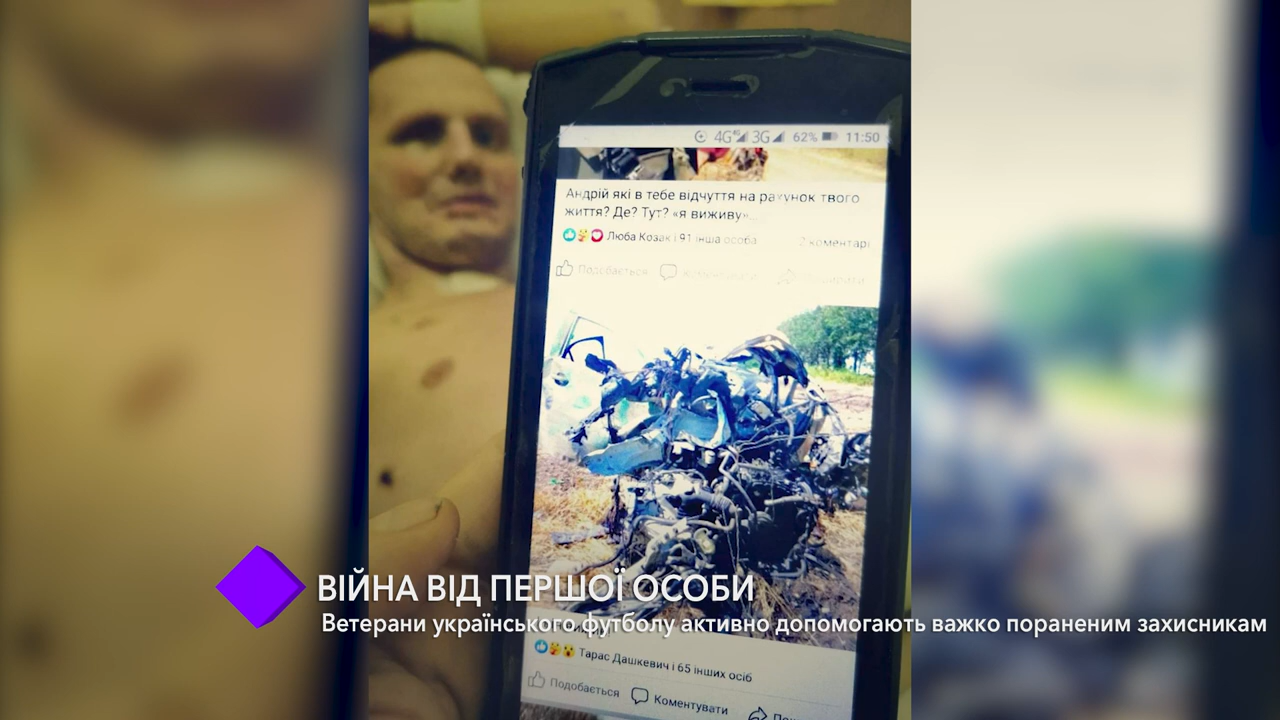 4G 3G 62% 11:50
Андрій які в тебе відчуття на рахунок твого
життя? Де? Тут? «я виживу»...
Люба Козак і 91 інша особа
2 коментарі
Подобається Коментувати
ВІЙНА ВІД ПЕРШОЇ ОСОБИ
Ветерани українського футболу активно допомогають важко пораненим захисникам
Тарас Дашкевич і 65 інших осіб
Подобається Коментувати